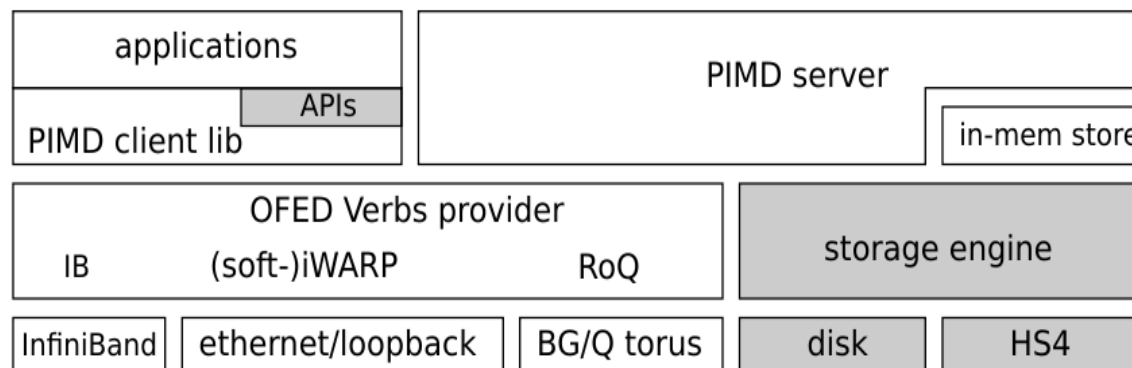 applications
APIs
PIMD client lib
PIMD server
in-mem store
OFED Verbs provider
IB (soft-)iWARP RoQ
storage engine
InfiniBand ethernet/loopback BG/Q torus disk HS4